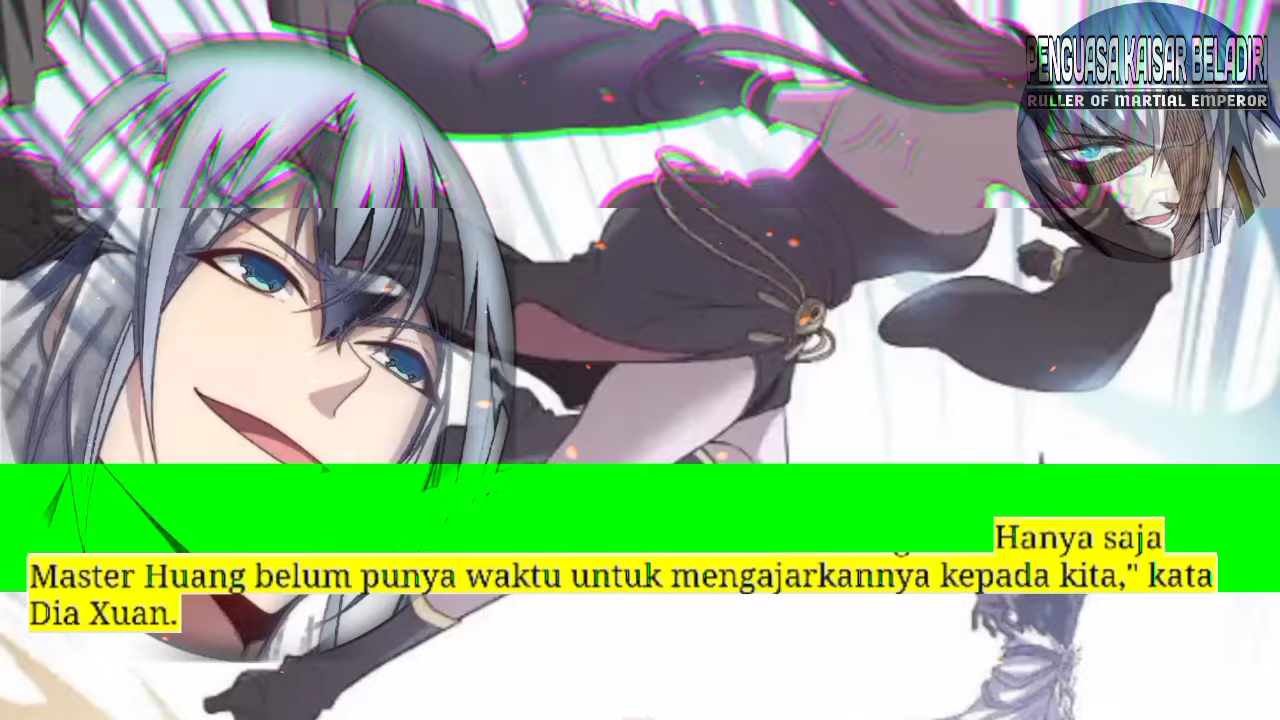 PENGUASA KAISAR BELADIRI
RULLER OF MARTIAL EMPEROR
Hanya saja
Master Huang belum punya waktu untuk mengajarkannya kepada kita," kata
Dia Xuan.